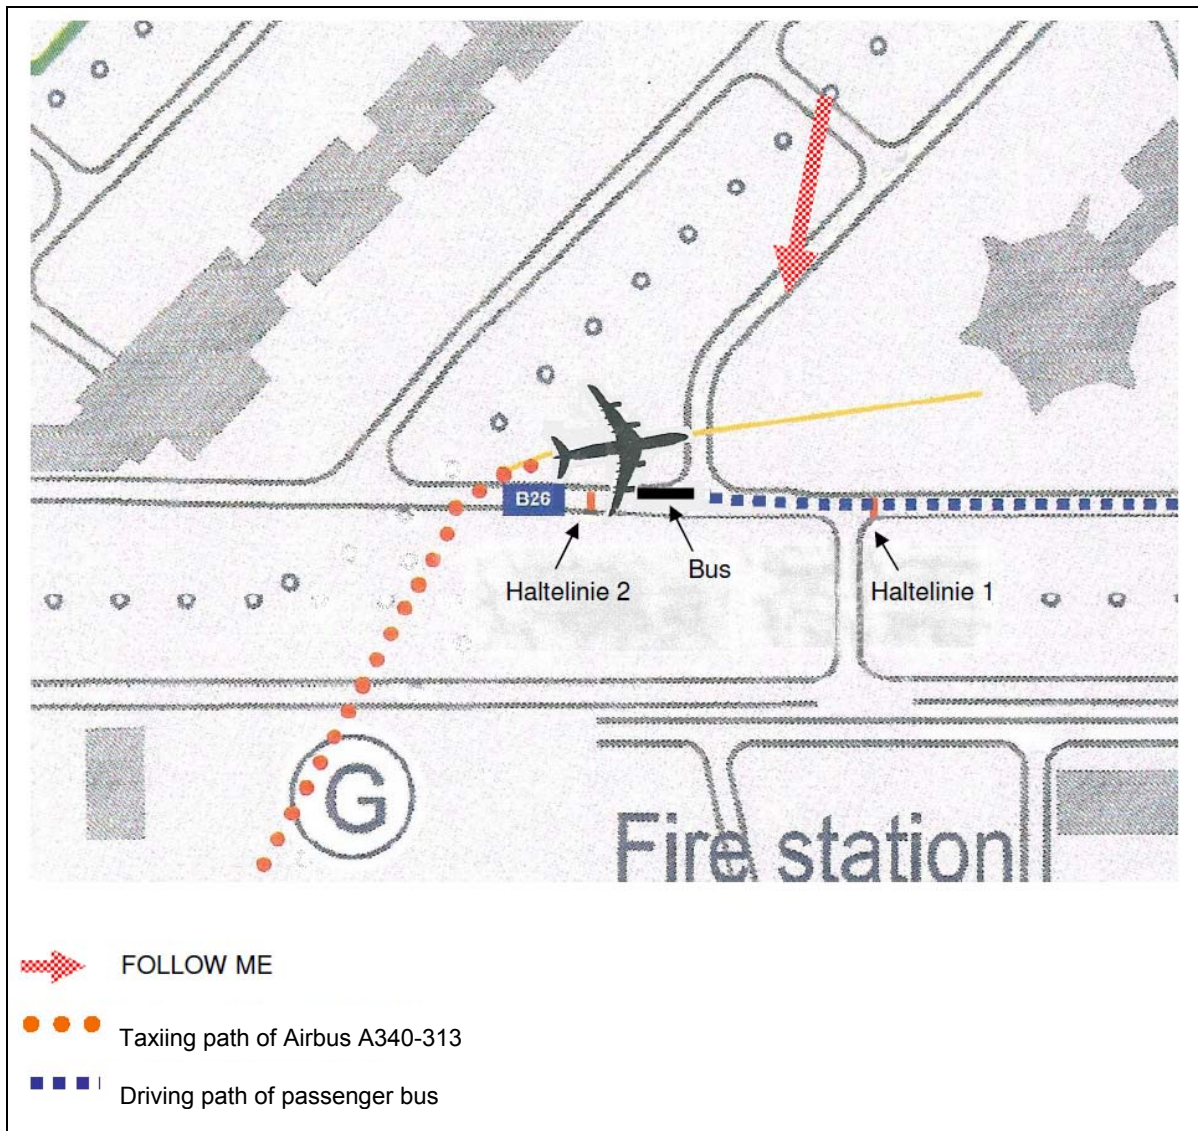 B26
Bus
Haltelinie 2
Haltelinie 1
G
Fire station
FOLLOW ME
Taxiing path of Airbus A340-313
Driving path of passenger bus